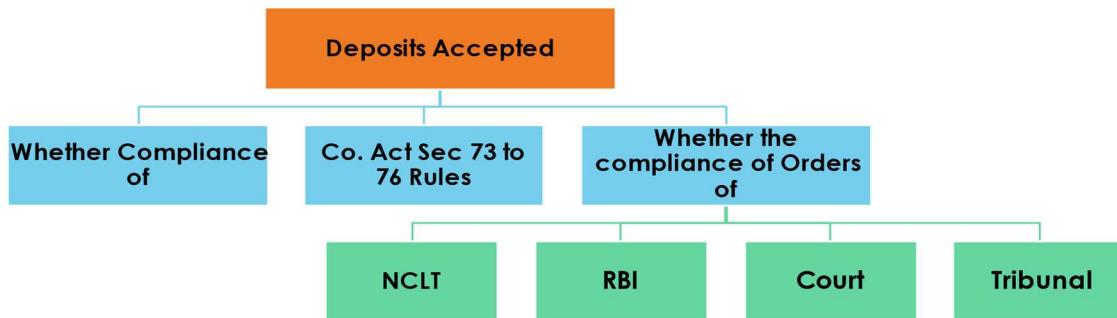 Deposits Accepted
Whether Compliance
of
Co. Act Sec 73 to
76 Rules
Whether the
compliance of Orders
of
NCLT
RBI
Court
Tribunal